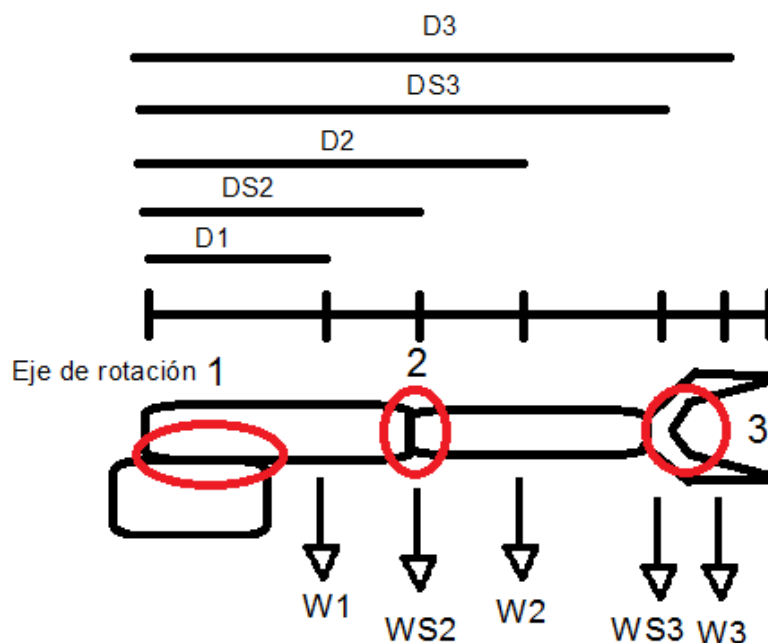 D3
DS3
D2
DS2
D1
Eje de rotación 1
2
3
W1
WS2
W2
WS3
W3